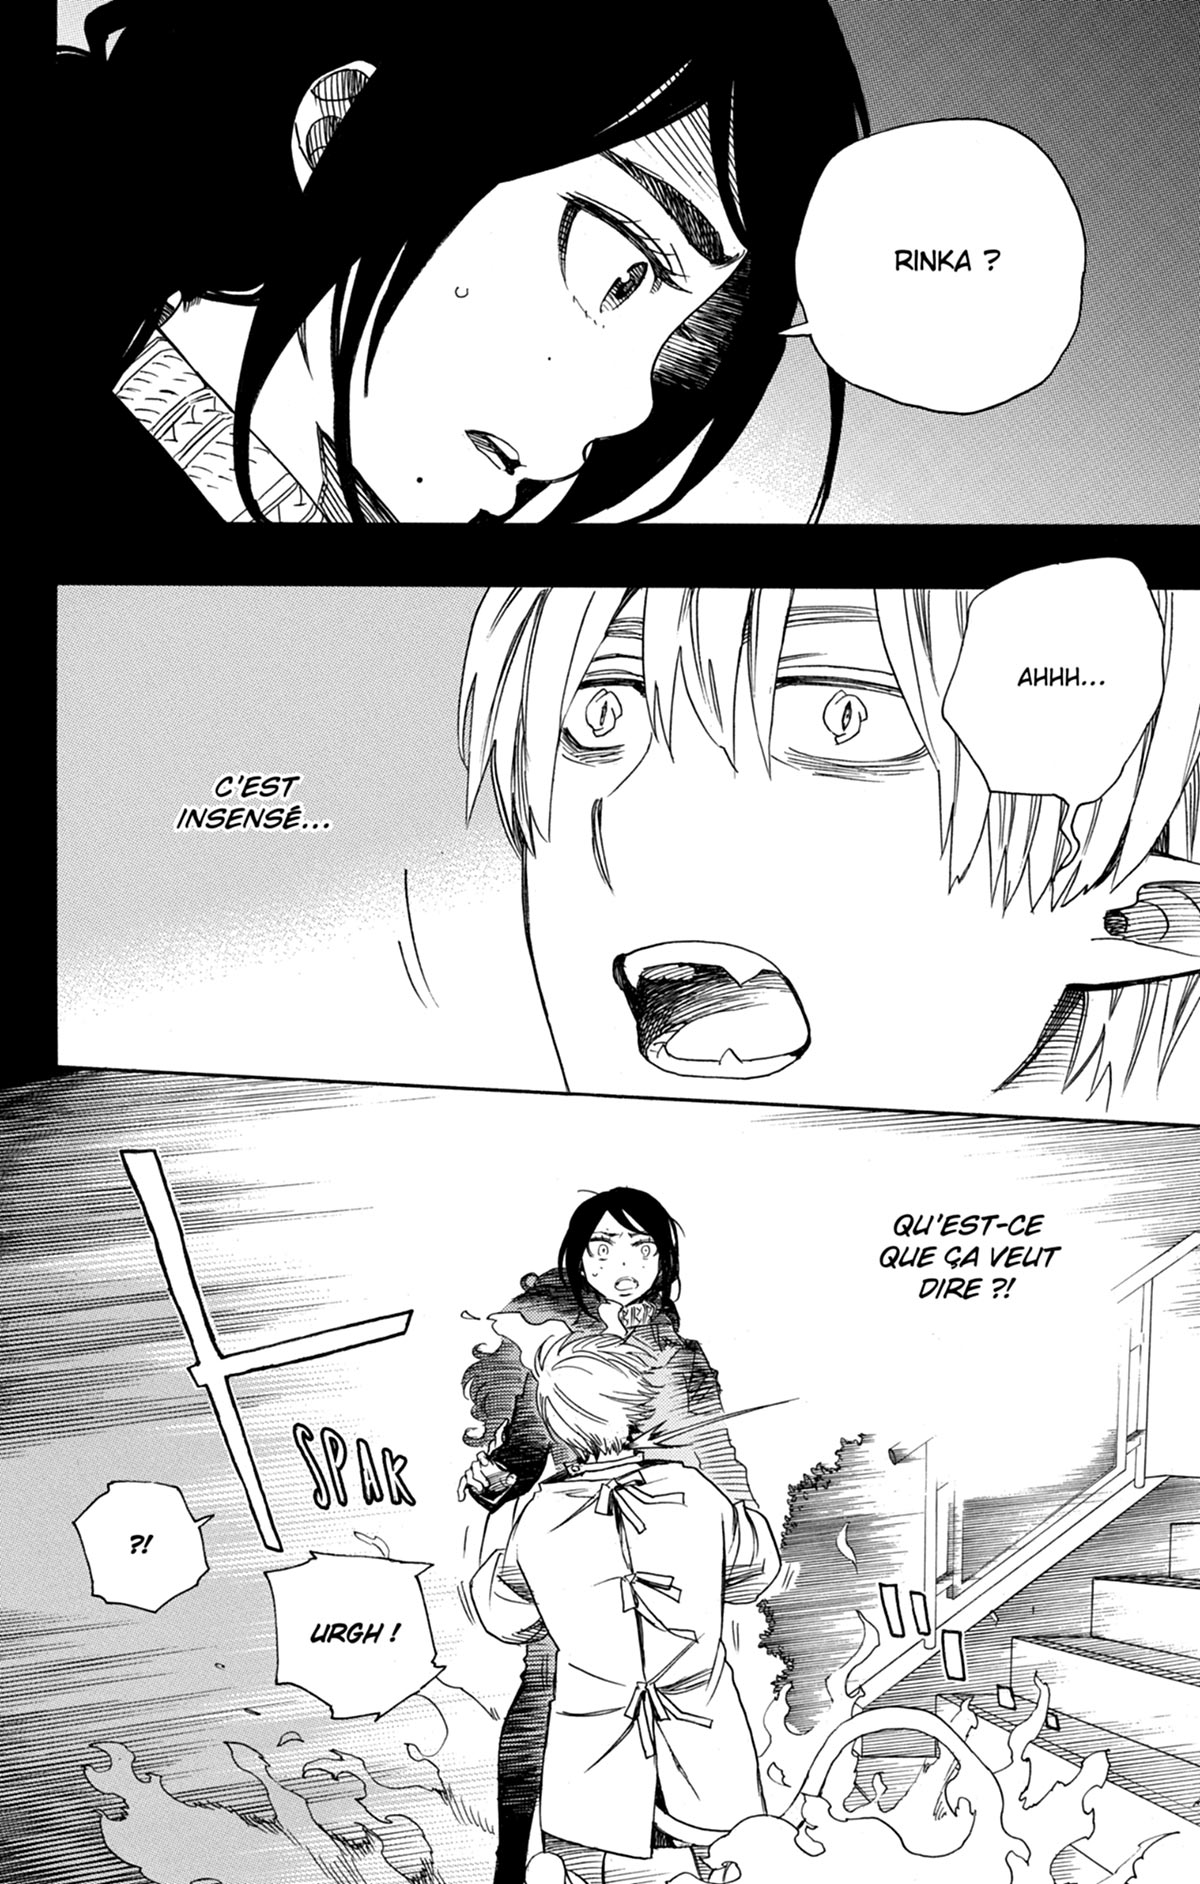 RINKA ?
AHHH...
C'EST
INSENSÉ...
QU'EST-CE
QUE ÇA VEUT
DIRE ?!
SPAK
?!
URGH !